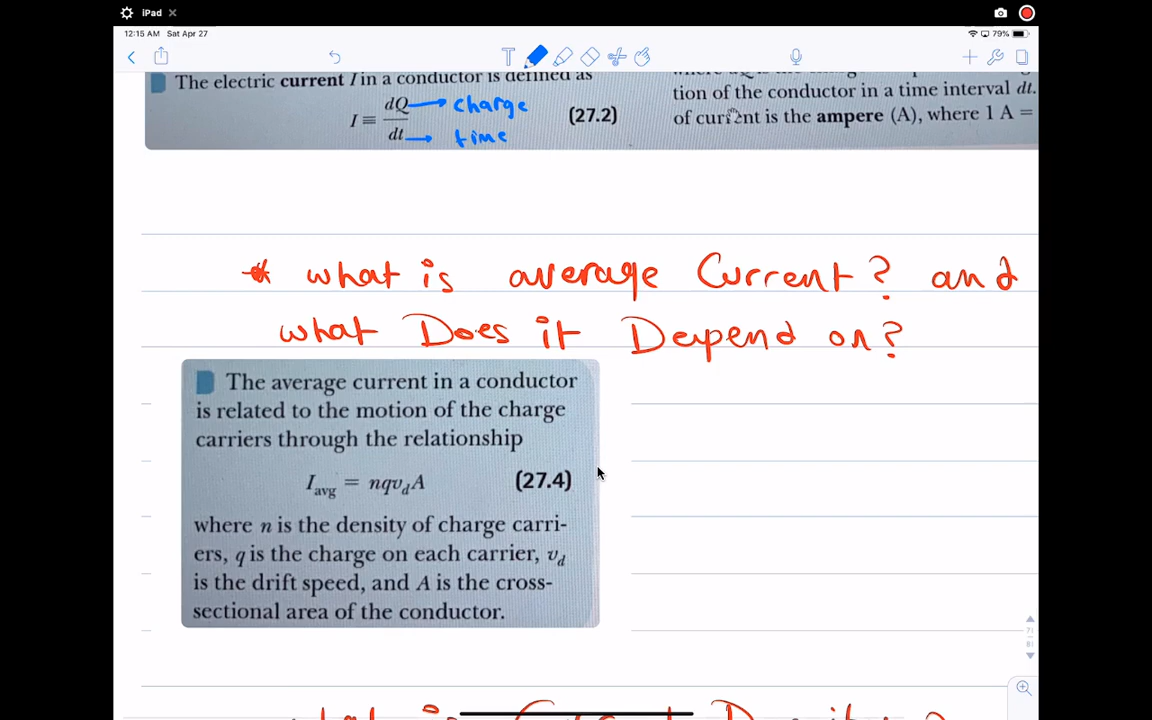 iPad
12:15 AM Sat Apr 27
79%
The electric current I in a conductor is defined as
I ≡ dQ/dt
charge
time
(27.2)
tion of the conductor in a time interval dt.
of current is the ampere (A), where 1 A =
* what is average Current? and
what Does it Depend on?
The average current in a conductor
is related to the motion of the charge
carriers through the relationship
I avg = nqv d A (27.4)
where n is the density of charge carri-
ers, q is the charge on each carrier, v d
is the drift speed, and A is the cross-
sectional area of the conductor.
71
81